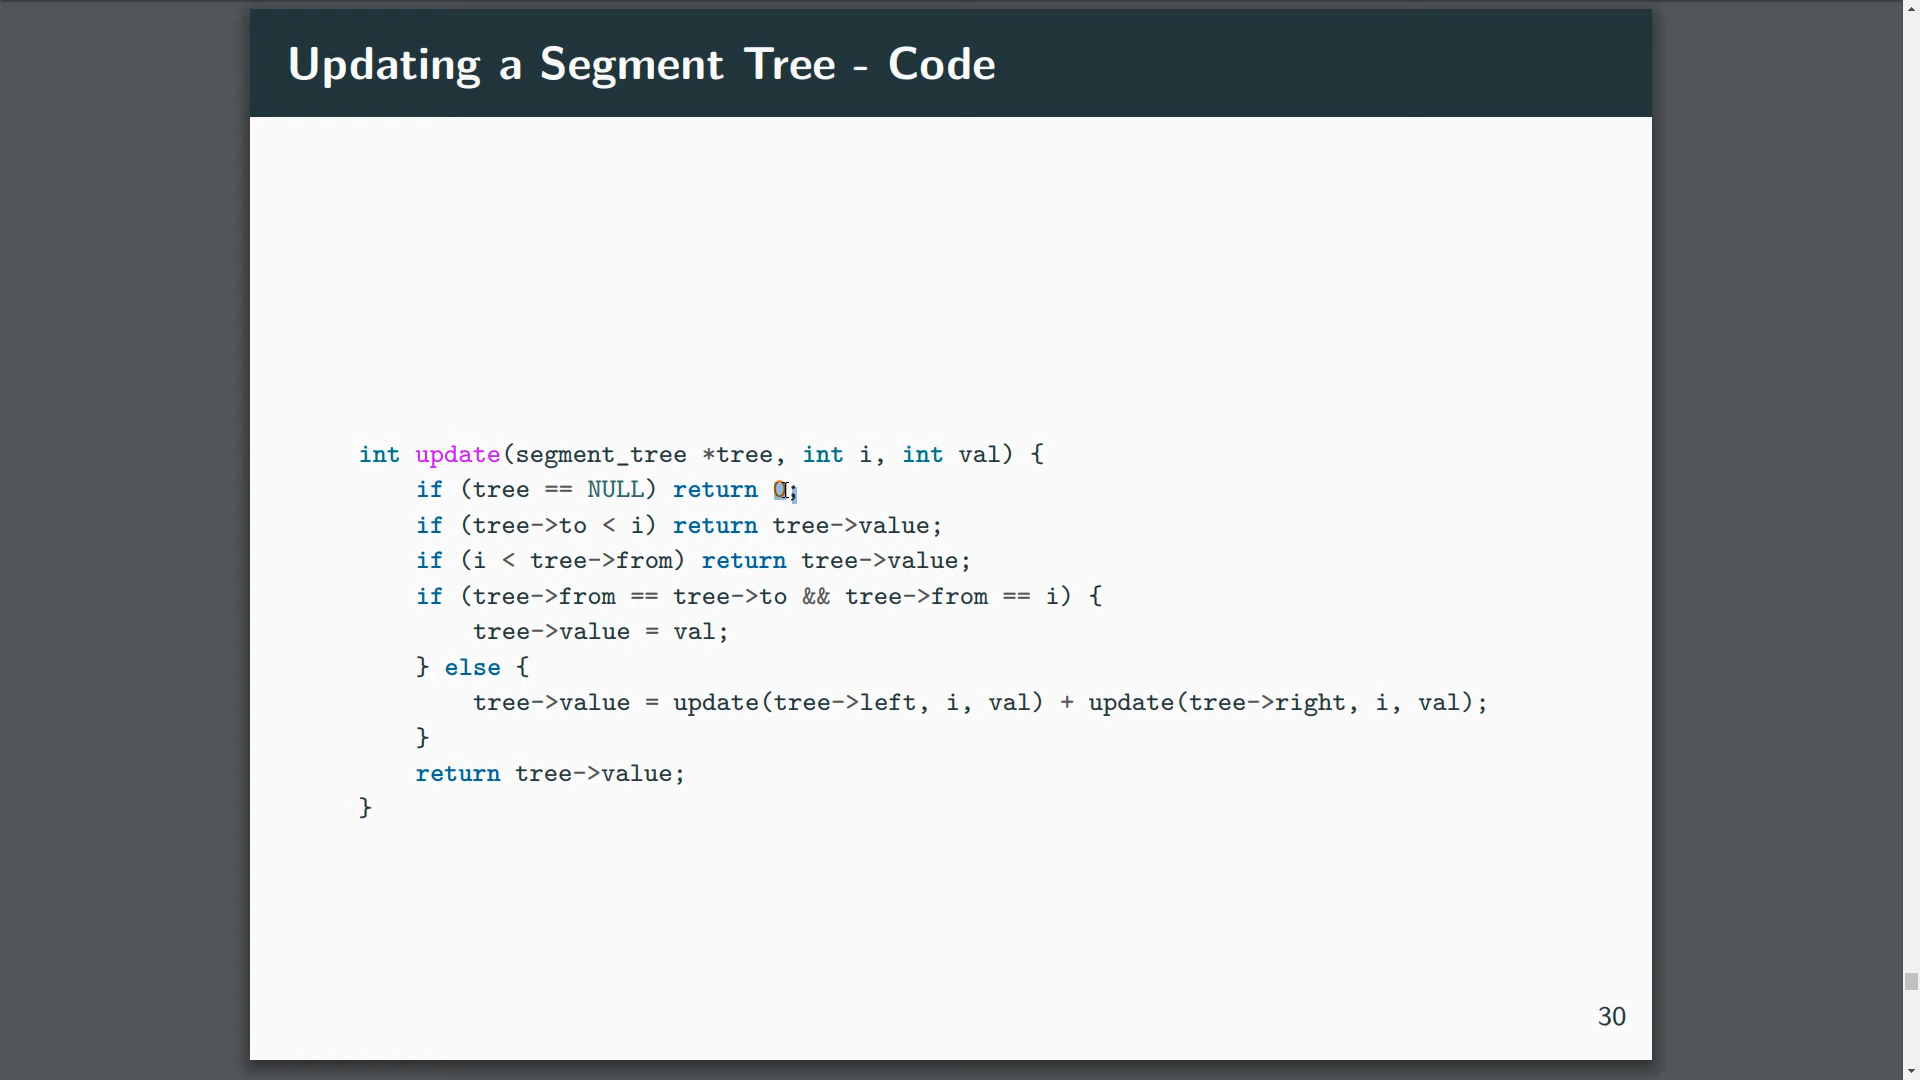 Updating a Segment Tree - Code
int update(segment_tree *tree, int i, int val) {
    if (tree == NULL) return 0;
    if (tree->to < i) return tree->value;
    if (i < tree->from) return tree->value;
    if (tree->from == tree->to && tree->from == i) {
        tree->value = val;
    } else {
        tree->value = update(tree->left, i, val) + update(tree->right, i, val);
    }
    return tree->value;
}
30